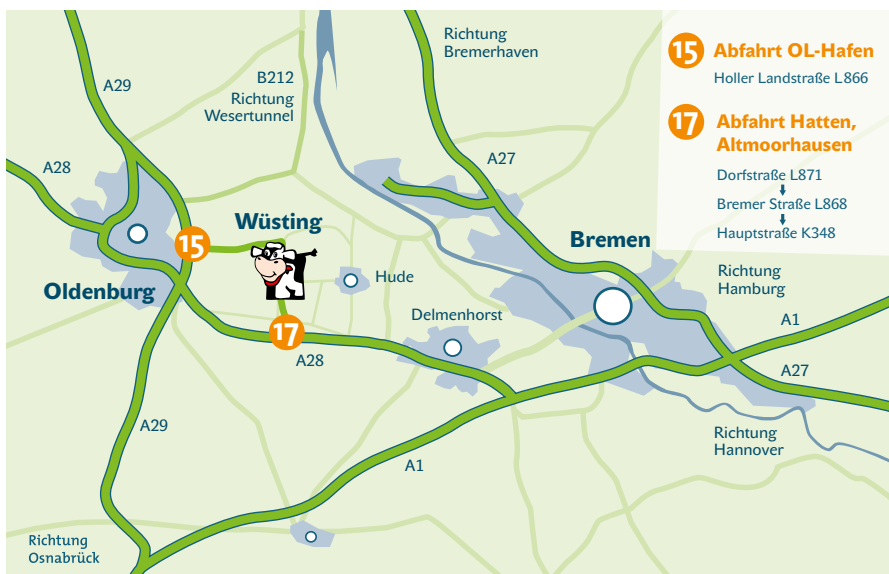 Richtung
Bremerhaven
15 Abfahrt OL-Hafen
Holler Landstraße L866
17 Abfahrt Hatten,
Altmoorhausen
Dorfstraße L871
Bremer Straße L868
Hauptstraße K348
A29
B212
Richtung
Wesertunnel
A28
A27
Wüsting
15
Bremen
Oldenburg
Hude
Richtung
Hamburg
Delmenhorst
A1
17
A28
A27
A29
Richtung
Hannover
A1
Richtung
Osnabrück